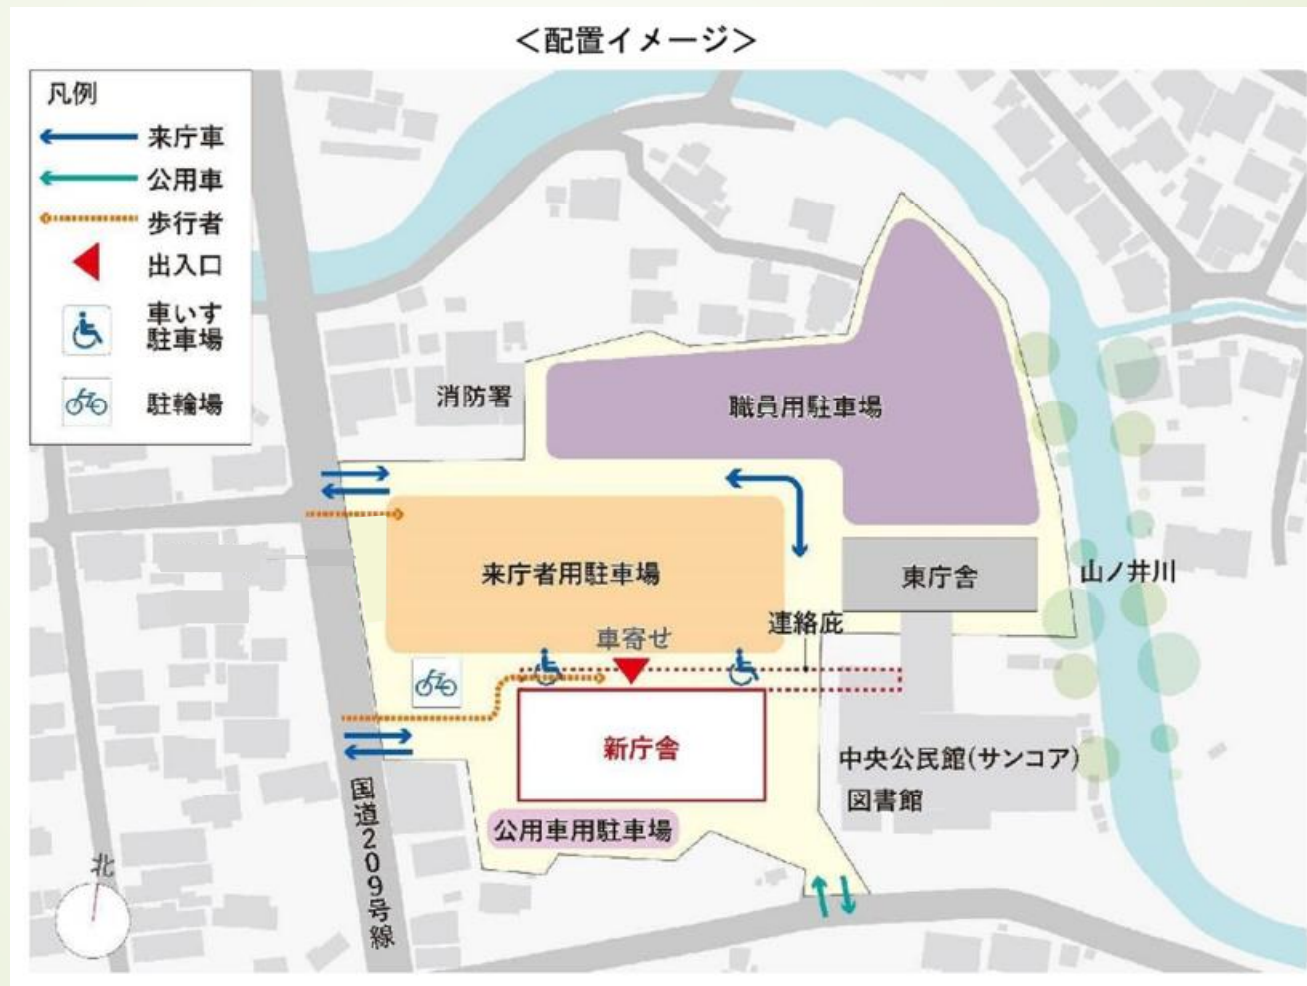 ＜配置イメージ＞
凡例
来庁車
公用車
歩行者
出入口
車いす
駐車場
駐輪場
消防署
職員用駐車場
来庁者用駐車場
東庁舎
山ノ井川
連絡庇
車寄せ
新庁舎
中央公民館(サンコア)
図書館
公用車用駐車場
国道209号線
北